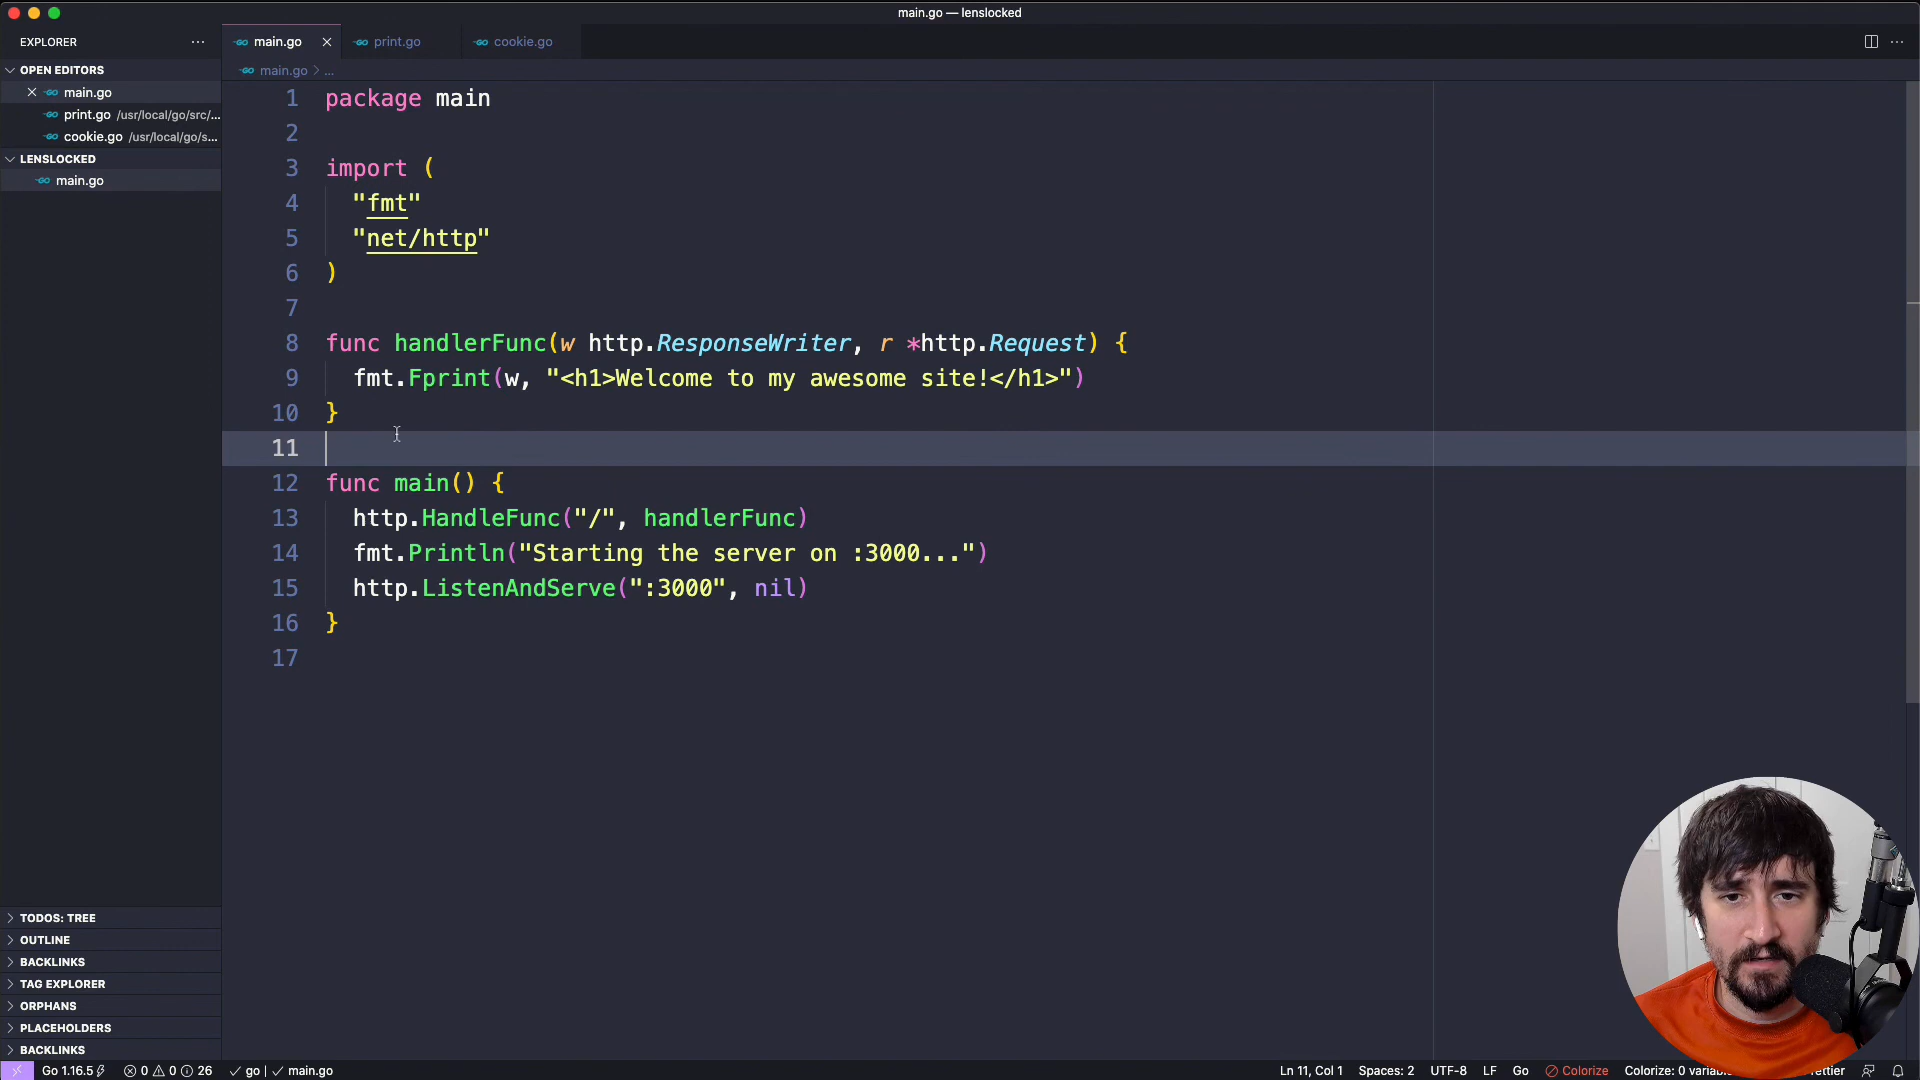 main.go — lenslocked
EXPLORER
main.go
print.go
cookie.go
OPEN EDITORS
main.go
print.go /usr/local/go/src/...
cookie.go /usr/local/go/s...
LENSLOCKED
main.go
main.go > ...
1 package main
2
3 import (
4 "fmt"
5 "net/http"
6 )
7
8 func handlerFunc(w http.ResponseWriter, r *http.Request) {
9 fmt.Fprint(w, "<h1>Welcome to my awesome site!</h1>")
10 }
11
12 func main() {
13 http.HandleFunc("/", handlerFunc)
14 fmt.Println("Starting the server on :3000...")
15 http.ListenAndServe(":3000", nil)
16 }
17
TODOS: TREE
OUTLINE
BACKLINKS
TAG EXPLORER
ORPHANS
PLACEHOLDERS
BACKLINKS
Go 1.16.5 0 0 26 go | main.go
Ln 11, Col 1 Spaces: 2 UTF-8 LF Go Colorize Colorize: 0